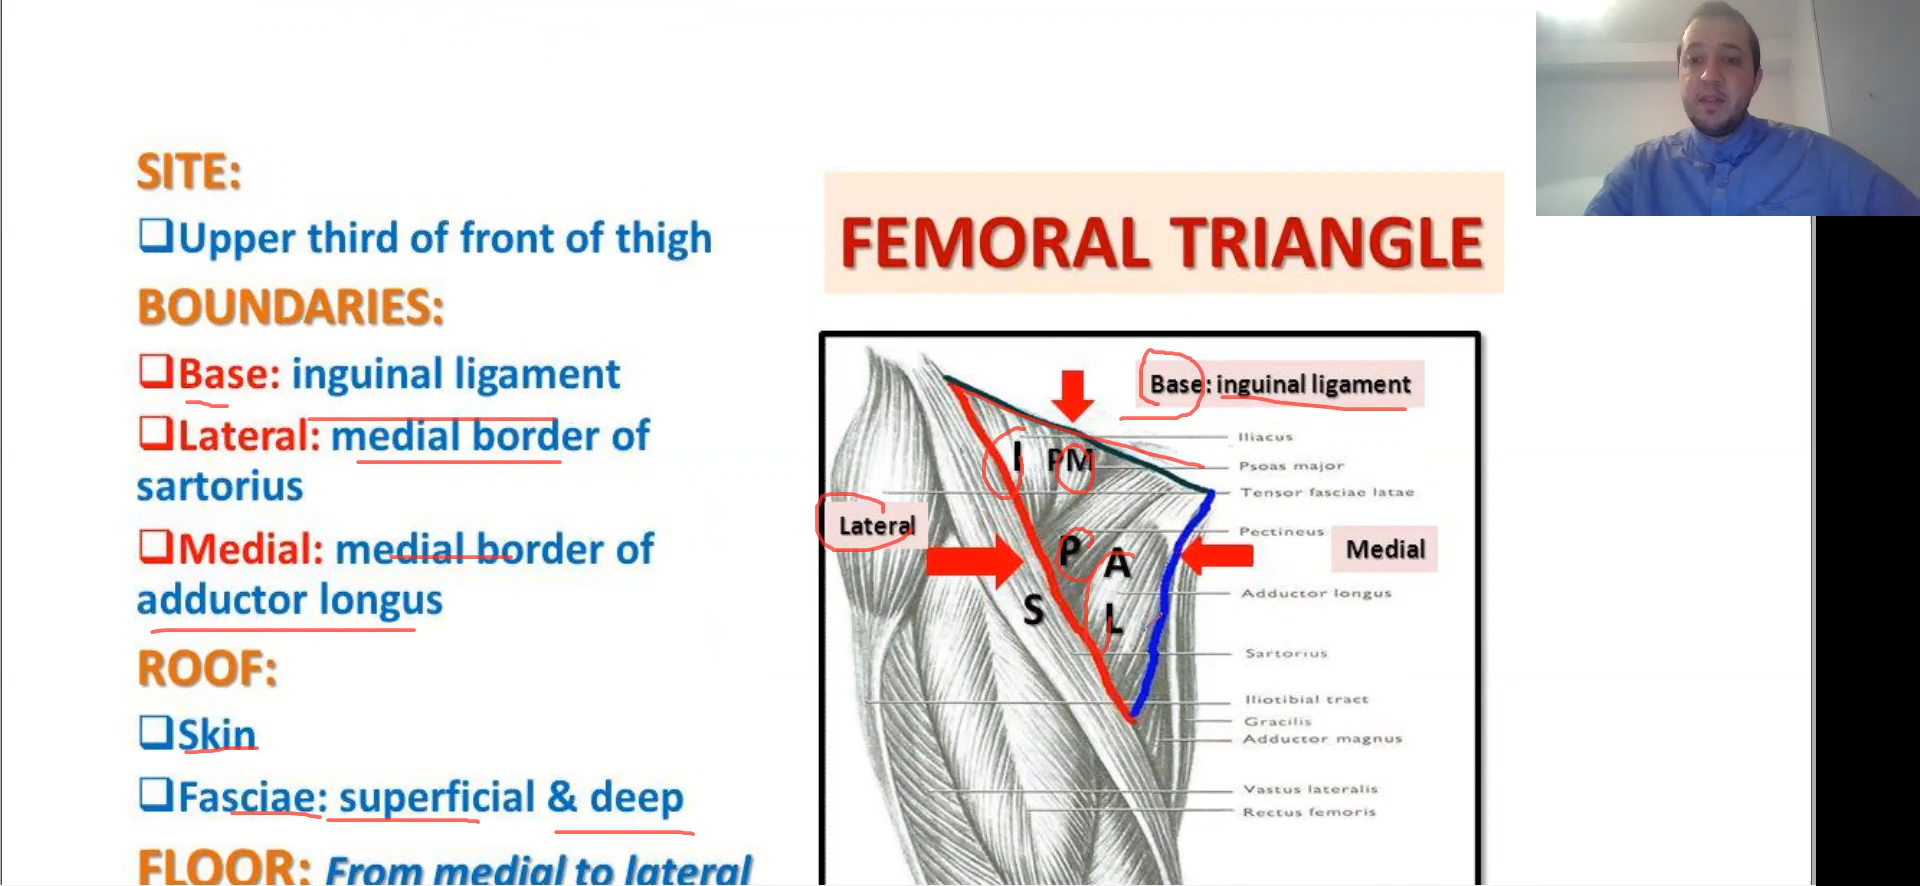 SITE:
❑Upper third of front of thigh
BOUNDARIES:
❑Base: inguinal ligament
❑Lateral: medial border of
sartorius
❑Medial: medial border of
adductor longus
ROOF:
❑Skin
❑Fasciae: superficial & deep
FLOOR: From medial to lateral
FEMORAL TRIANGLE
Base: inguinal ligament
Iliacus
I PM
Psoas major
Tensor fasciae latae
Lateral
Pectineus
Medial
P
A
Adductor longus
S
L
Sartorius
Iliotibial tract
Gracilis
Adductor magnus
Vastus lateralis
Rectus femoris